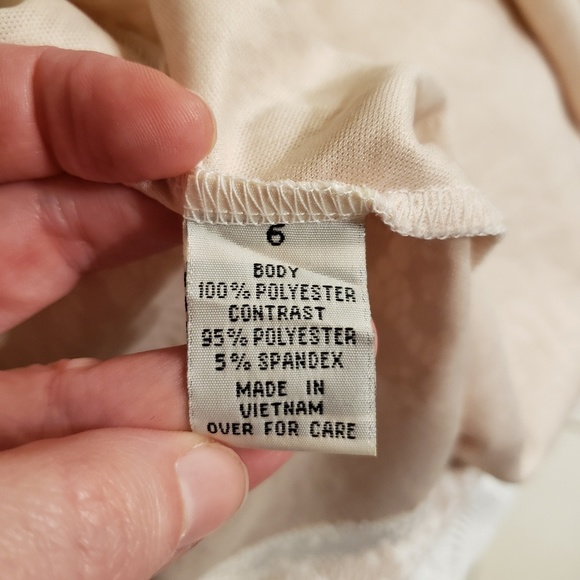 6
BODY
100% POLYESTER
CONTRAST
95% POLYESTER
5% SPANDEX
MADE IN
VIETNAM
OVER FOR CARE